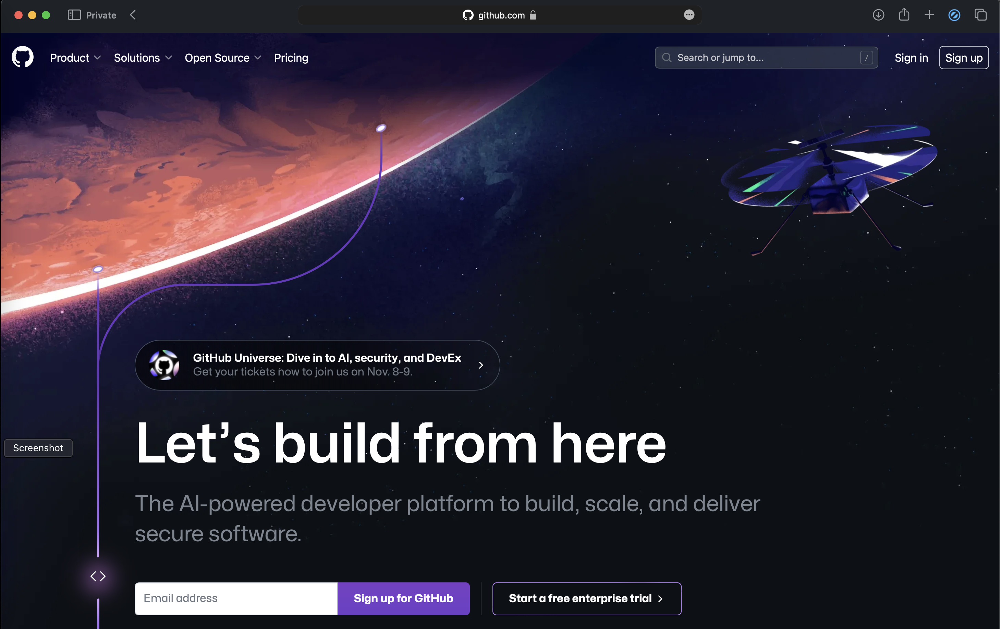 Private
github.com
Product
Solutions
Open Source
Pricing
Search or jump to...
/
Sign in
Sign up
GitHub Universe: Dive in to AI, security, and DevEx
Get your tickets now to join us on Nov. 8-9.
Let’s build from here
Screenshot
The AI-powered developer platform to build, scale, and deliver
secure software.
Email address
Sign up for GitHub
Start a free enterprise trial